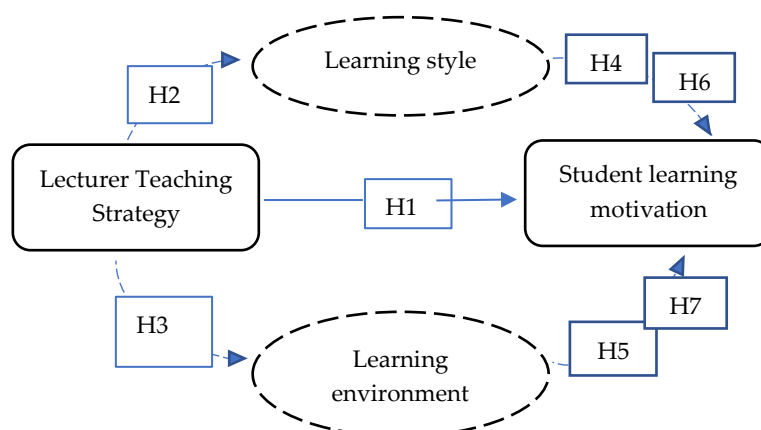 Learning style
H4
H6
H2
Lecturer Teaching
Strategy
H1
Student learning
motivation
H3
H7
H5
Learning
environment